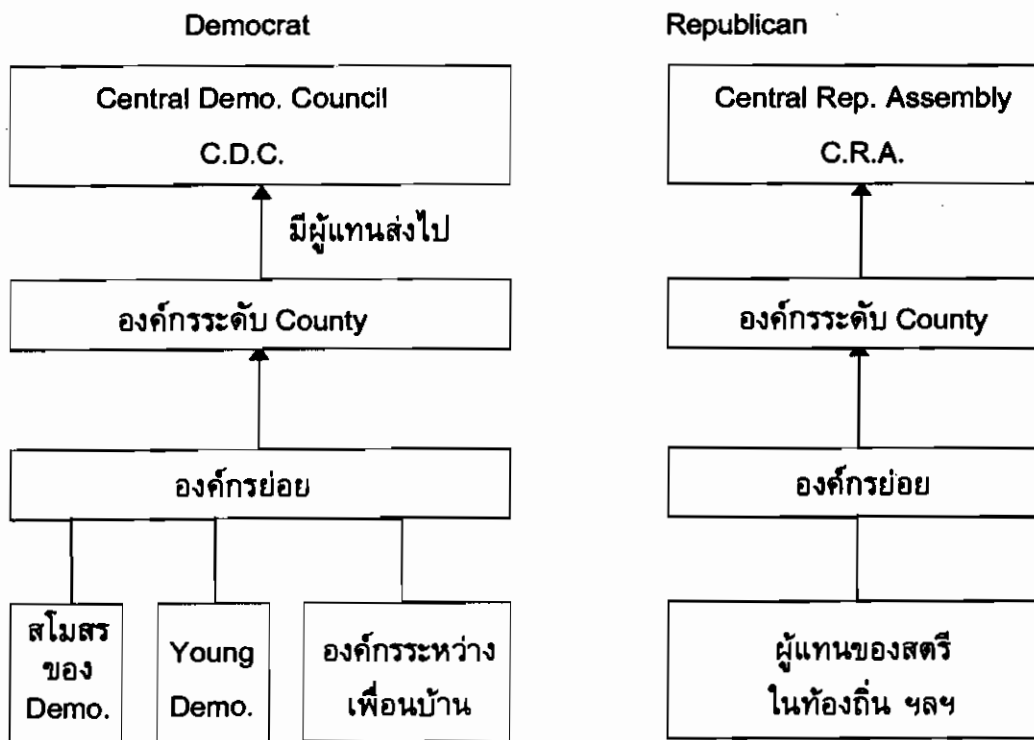 Democrat
Central Demo. Council
C.D.C.
มีผู้แทนส่งไป
องค์กรระดับ County
องค์กรย่อย
สโมสร
ของ
Demo.
Young
Demo.
องค์กรระหว่าง
เพื่อนบ้าน
Republican
Central Rep. Assembly
C.R.A.
องค์กรระดับ County
องค์กรย่อย
ผู้แทนของสตรี
ในท้องถิ่น ฯลฯ